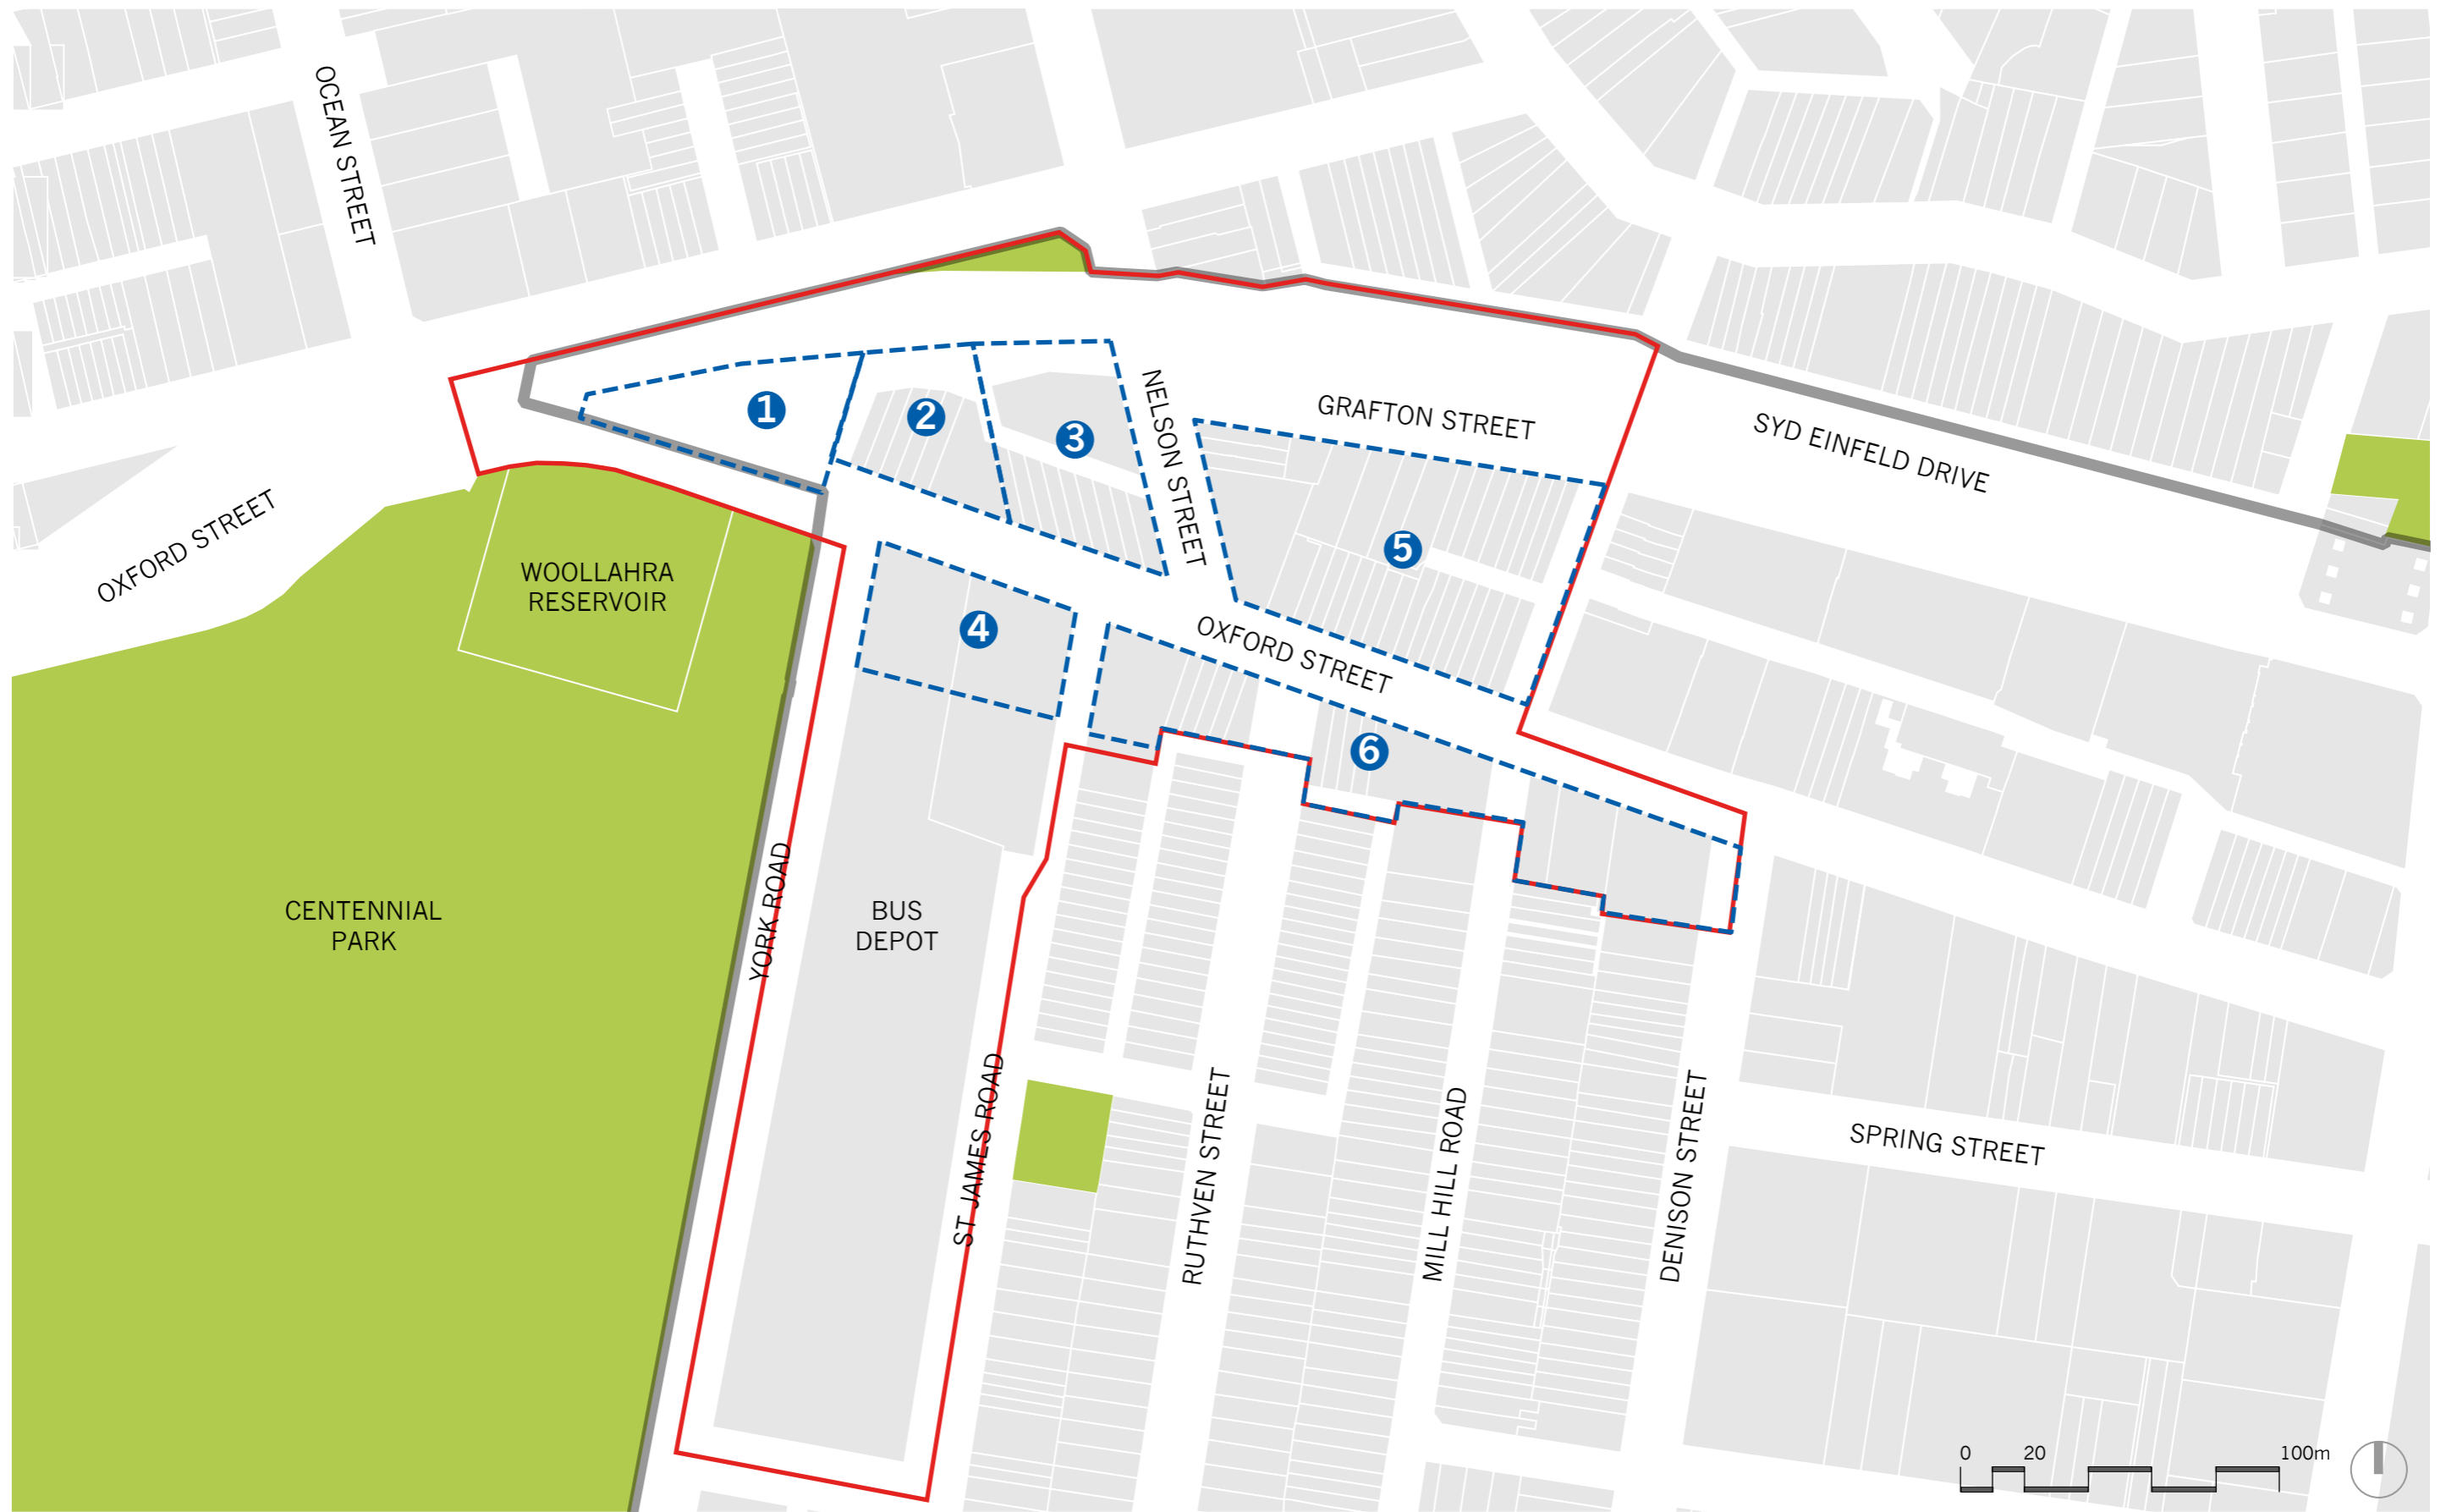 OCEAN STREET
1
2
3
NELSON STREET
GRAFTON STREET
SYD EINFELD DRIVE
OXFORD STREET
WOOLLAHRA
RESERVOIR
4
5
OXFORD STREET
6
CENTENNIAL
PARK
YORK ROAD
BUS
DEPOT
ST JAMES ROAD
RUTHVEN STREET
MILL HILL ROAD
DENISON STREET
SPRING STREET
0 20 100m